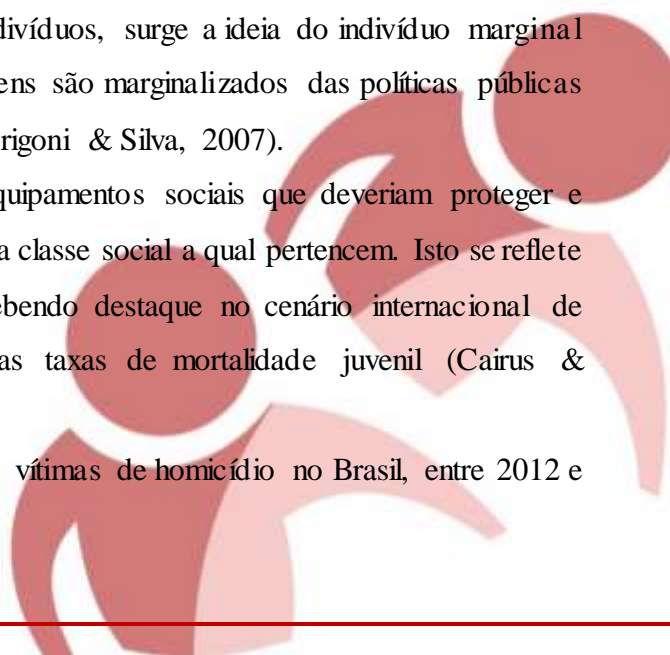 divíduos, surge a ideia do indivíduo marginal
ens são marginalizados das políticas públicas
rigoni & Silva, 2007).
quipamentos sociais que deveriam proteger e
a classe social a qual pertencem. Isto se reflete
ebendo destaque no cenário internacional de
as taxas de mortalidade juvenil (Cairus &
vítimas de homicídio no Brasil, entre 2012 e